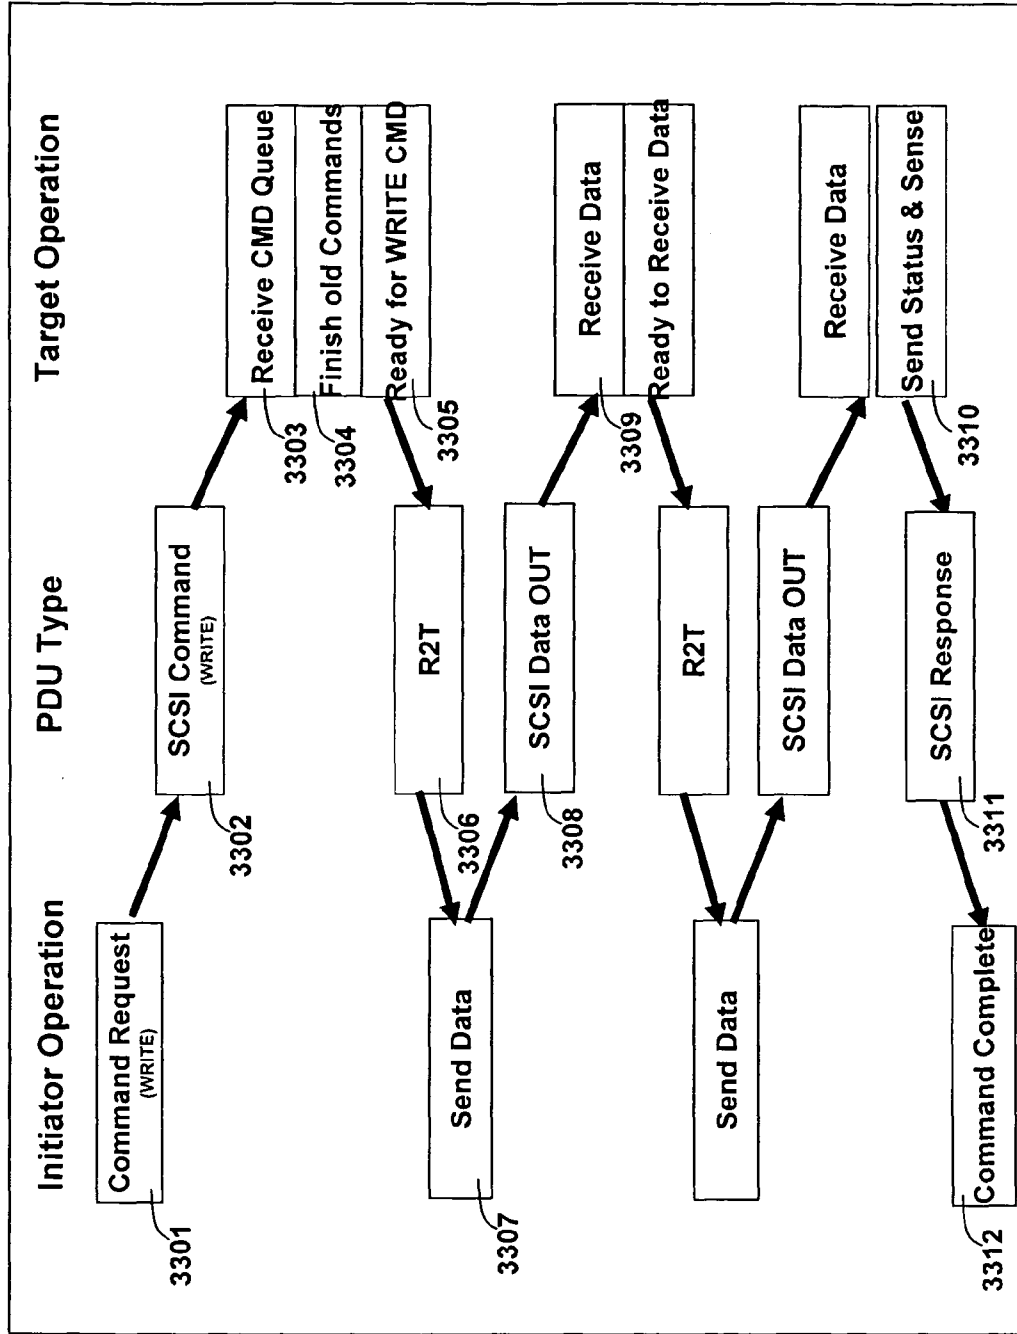 Initiator Operation
PDU Type
Target Operation
Command Request
(WRITE)
3301
SCSI Command
(WRITE)
3302
Receive CMD Queue
3303
Finish old Commands
3304
Ready for WRITE CMD
3305
R2T
3306
Send Data
3307
SCSI Data OUT
3308
Receive Data
3309
Ready to Receive Data
R2T
Send Data
SCSI Data OUT
Receive Data
Send Status & Sense
3310
SCSI Response
3311
Command Complete
3312